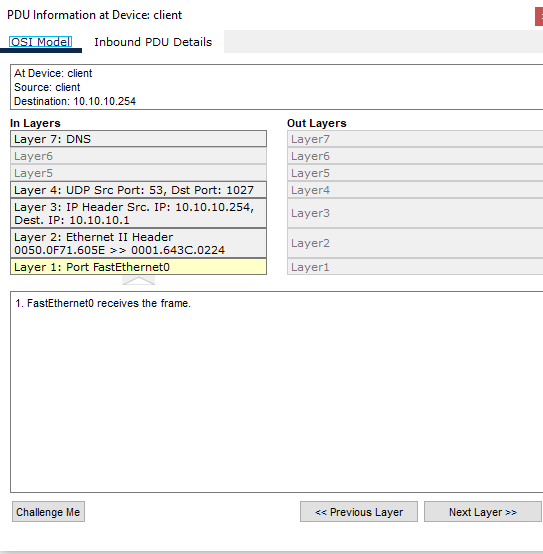 PDU Information at Device: client
OSI Model Inbound PDU Details
At Device: client
Source: client
Destination: 10.10.10.254
In Layers Out Layers
Layer 7: DNS Layer7
Layer6 Layer6
Layer5 Layer5
Layer 4: UDP Src Port: 53, Dst Port: 1027 Layer4
Layer 3: IP Header Src. IP: 10.10.10.254,
Dest. IP: 10.10.10.1 Layer3
Layer 2: Ethernet II Header
0050.0F71.605E >> 0001.643C.0224 Layer2
Layer 1: Port FastEthernet0 Layer1
1. FastEthernet0 receives the frame.
Challenge Me << Previous Layer Next Layer >>